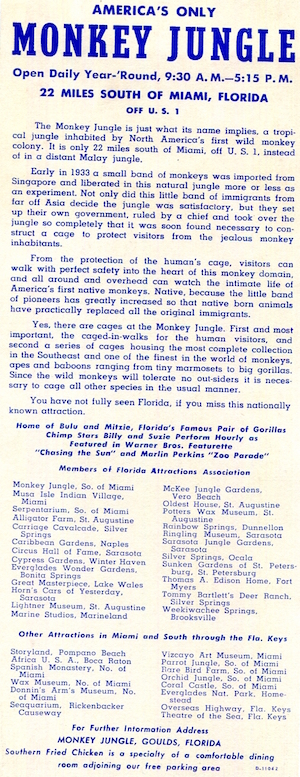 AMERICA'S ONLY
MONKEY JUNGLE
Open Daily Year-'Round, 9:30 A. M.—5:15 P. M.
22 MILES SOUTH OF MIAMI, FLORIDA
OFF U. S. 1
The Monkey Jungle is just what its name implies, a tropi-
cal jungle inhabited by North America's first wild monkey
colony. It is only 22 miles south of Miami, off U. S. 1, instead
of in a distant Malay jungle.
Early in 1933 a small band of monkeys was imported from
Singapore and liberated in this natural jungle more or less as
an experiment. Not only did this little band of immigrants from
far off Asia decide the jungle was satisfactory, but they set
up their own government, ruled by a chief and took over the
jungle so completely that it was soon found necessary to con-
struct a cage to protect visitors from the jealous monkey
inhabitants.
From the protection of the human's cage, visitors can
walk with perfect safety into the heart of this monkey domain,
and all around and overhead can watch the intimate life of
America's first native monkeys. Native, because the little band
of pioneers has greatly increased so that native born animals
have practically replaced all the original immigrants.
Yes, there are cages at the Monkey Jungle. First and most
important, the caged-in-walks for the human visitors, and
second a series of cages housing the most complete collection
in the Southeast and one of the finest in the world of monkeys,
apes and baboons ranging from tiny marmosets to big gorillas.
Since the wild monkeys will tolerate no out-siders it is neces-
sary to cage all other species in the usual manner.
You have not fully seen Florida, if you miss this nationally
known attraction.
Home of Bulu and Mitzie, Florida's Famous Pair of Gorillas
Chimp Stars Billy and Suzie Perform Hourly as
Featured in Warner Bros. Featurette
"Chasing the Sun" and Marlin Perkins "Zoo Parade"
Members of Florida Attractions Association
Monkey Jungle, So. of Miami
Musa Isle Indian Village,
Miami
Serpentarium, So. of Miami
Alligator Farm, St. Augustine
Carriage Cavalcade, Silver
Springs
Caribbean Gardens, Naples
Circus Hall of Fame, Sarasota
Cypress Gardens, Winter Haven
Everglades Wonder Gardens,
Bonita Springs
Great Masterpiece, Lake Wales
Horn's Cars of Yesterday,
Sarasota
Lightner Museum, St. Augustine
Marine Studios, Marineland
McKee Jungle Gardens,
Vero Beach
Oldest House, St. Augustine
Potters Wax Museum, St.
Augustine
Rainbow Springs, Dunnellon
Ringling Museum, Sarasota
Sarasota Jungle Gardens,
Sarasota
Silver Springs, Ocala
Sunken Gardens of St. Peters-
burg, St. Petersburg
Thomas A. Edison Home, Fort
Myers
Tommy Bartlett's Deer Ranch,
Silver Springs
Weekiwachee Springs,
Brooksville
Other Attractions in Miami and South through the Fla. Keys
Storyland, Pompano Beach
Africa U. S. A., Boca Raton
Spanish Monastery, No. of
Miami
Wax Museum, No. of Miami
Donnin's Arm's Museum, No.
of Miami
Seaquarium, Rickenbacker
Causeway
Vizcaya Art Museum, Miami
Parrot Jungle, So. of Miami
Rare Bird Farm, So. of Miami
Orchid Jungle, So. of Miami
Coral Castle, So. of Miami
Everglades Nat. Park, Home-
stead
Overseas Highway, Fla. Keys
Theatre of the Sea, Fla. Keys
For Further Information Address
MONKEY JUNGLE, GOULDS, FLORIDA
Southern Fried Chicken is a specialty of a comfortable dining
room adjoining our free parking area